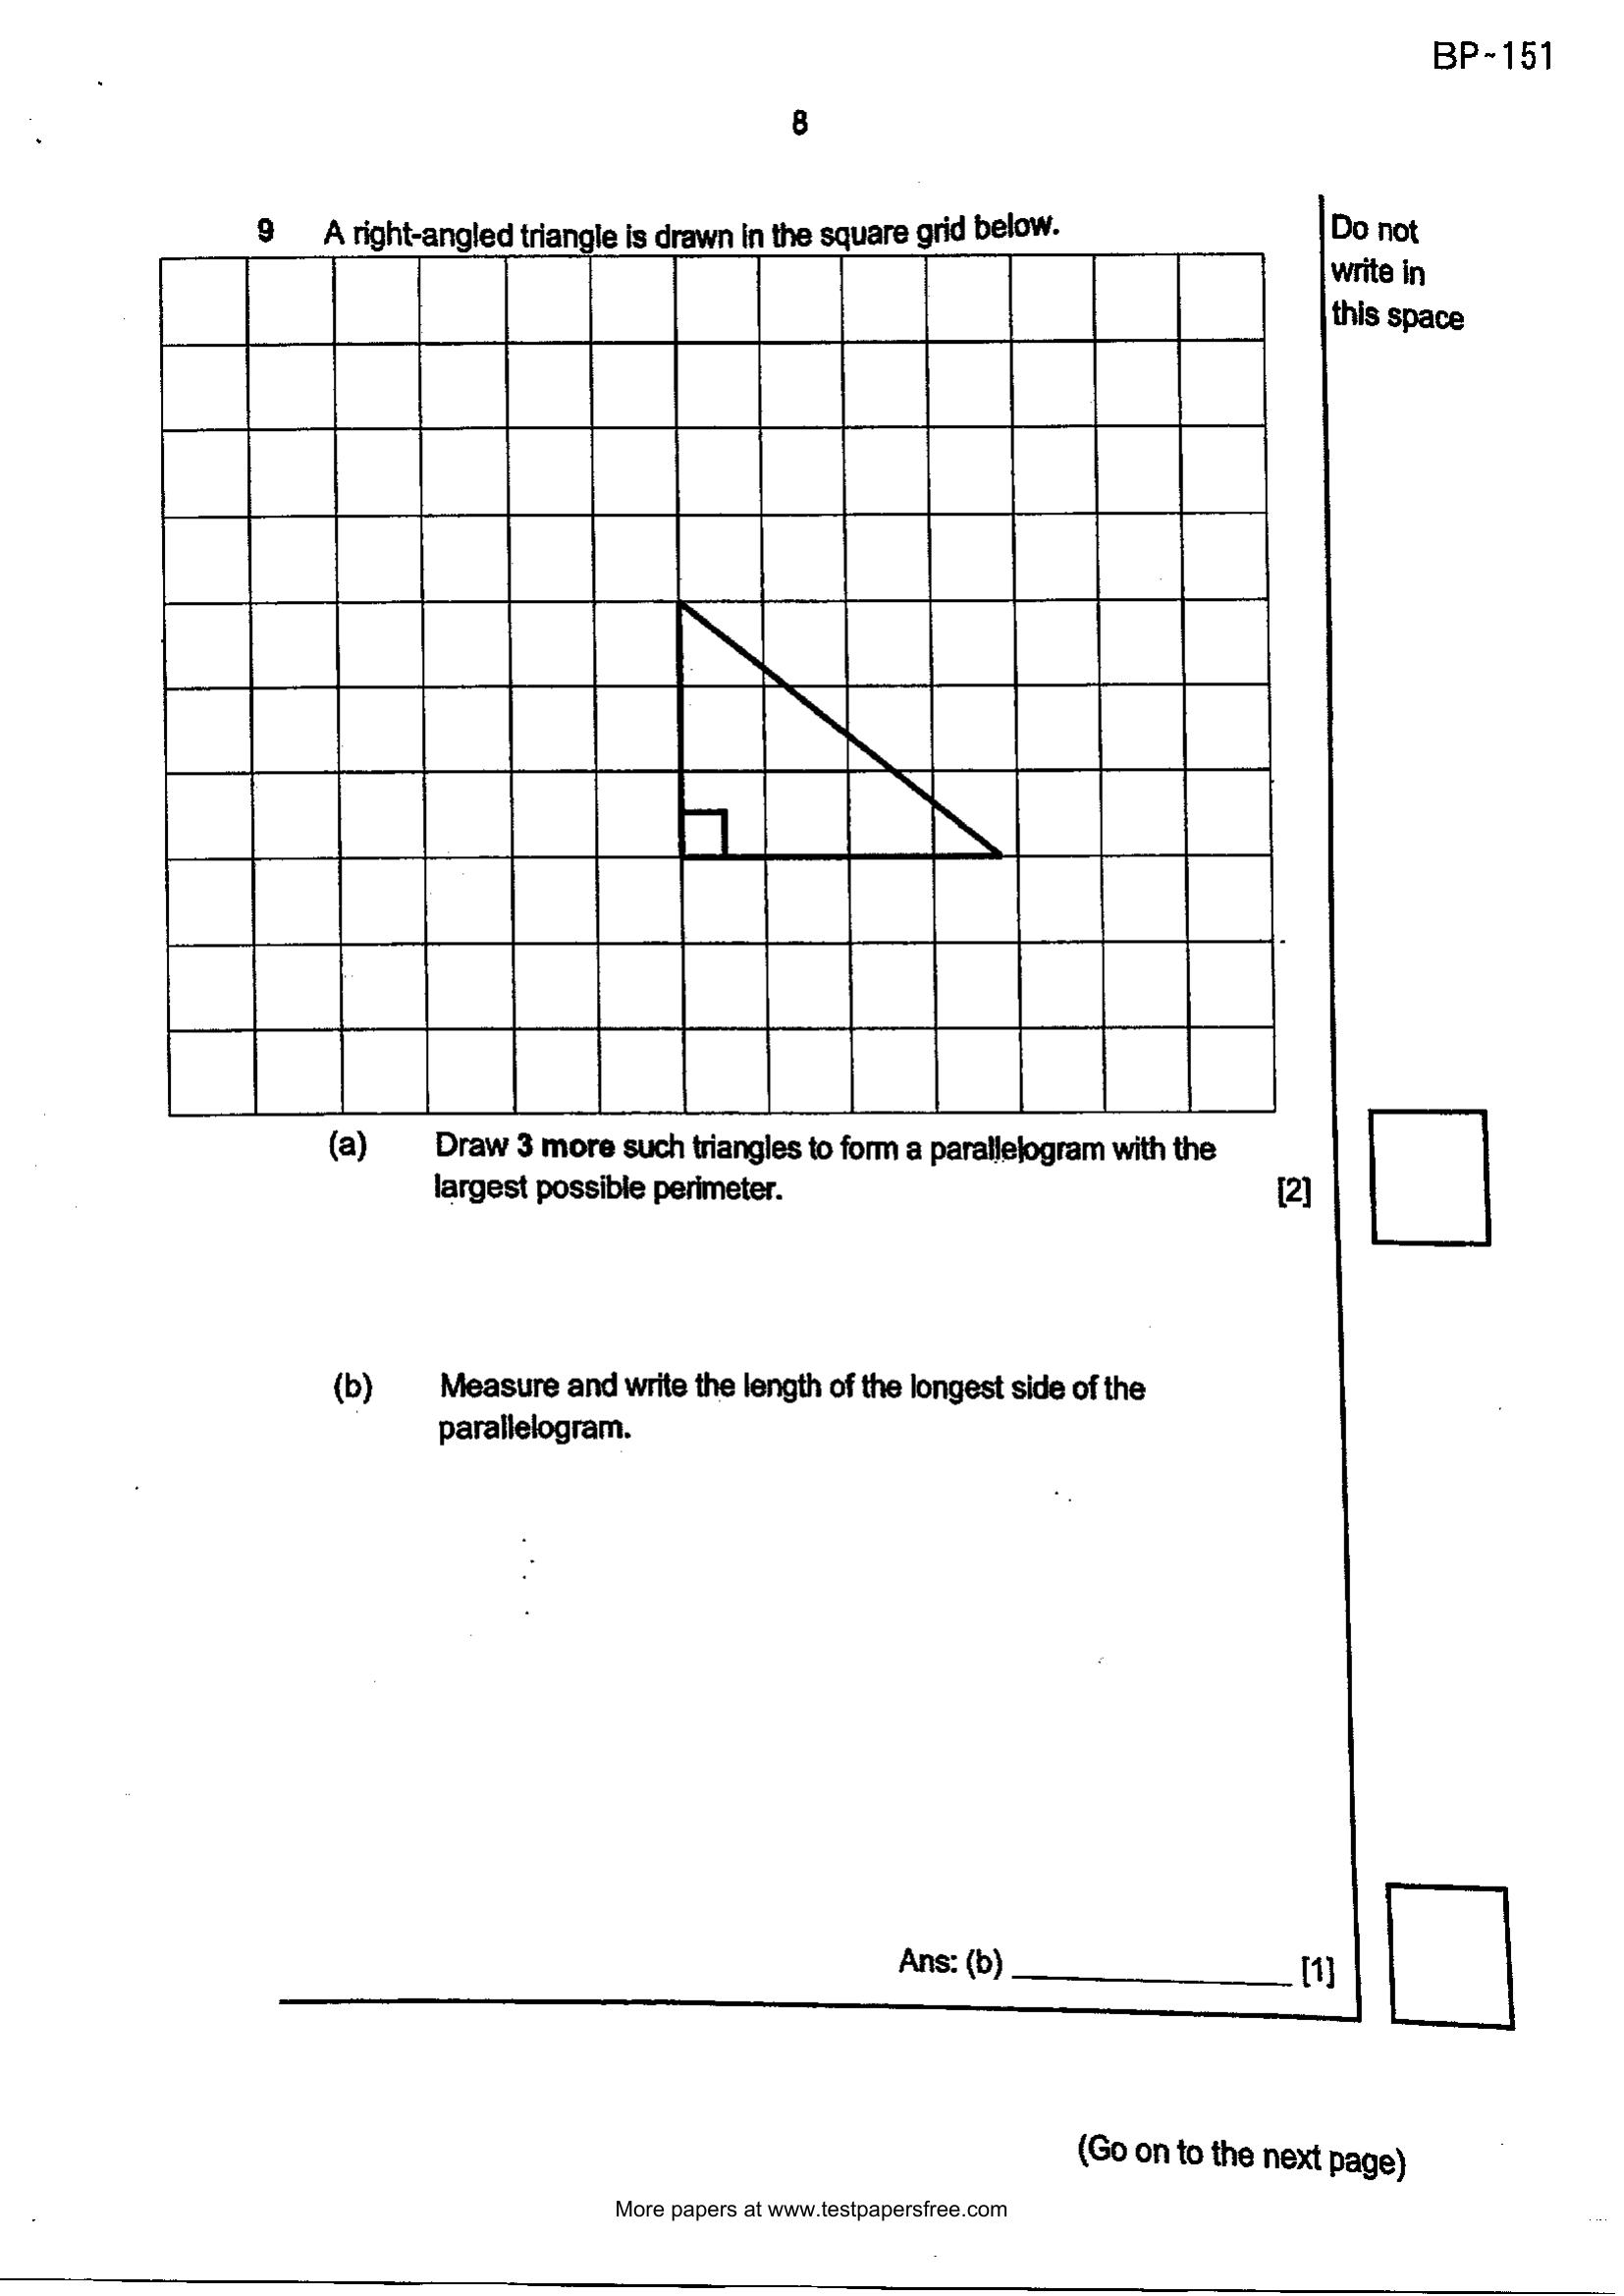 BP~151
8
9 A right-angled triangle is drawn in the square grid below.
Do not
write in
this space
(a) Draw 3 more such triangles to form a parallelogram with the
largest possible perimeter. [2]
(b) Measure and write the length of the longest side of the
parallelogram.
Ans: (b) ____________ [1]
(Go on to the next page)
More papers at www.testpapersfree.com